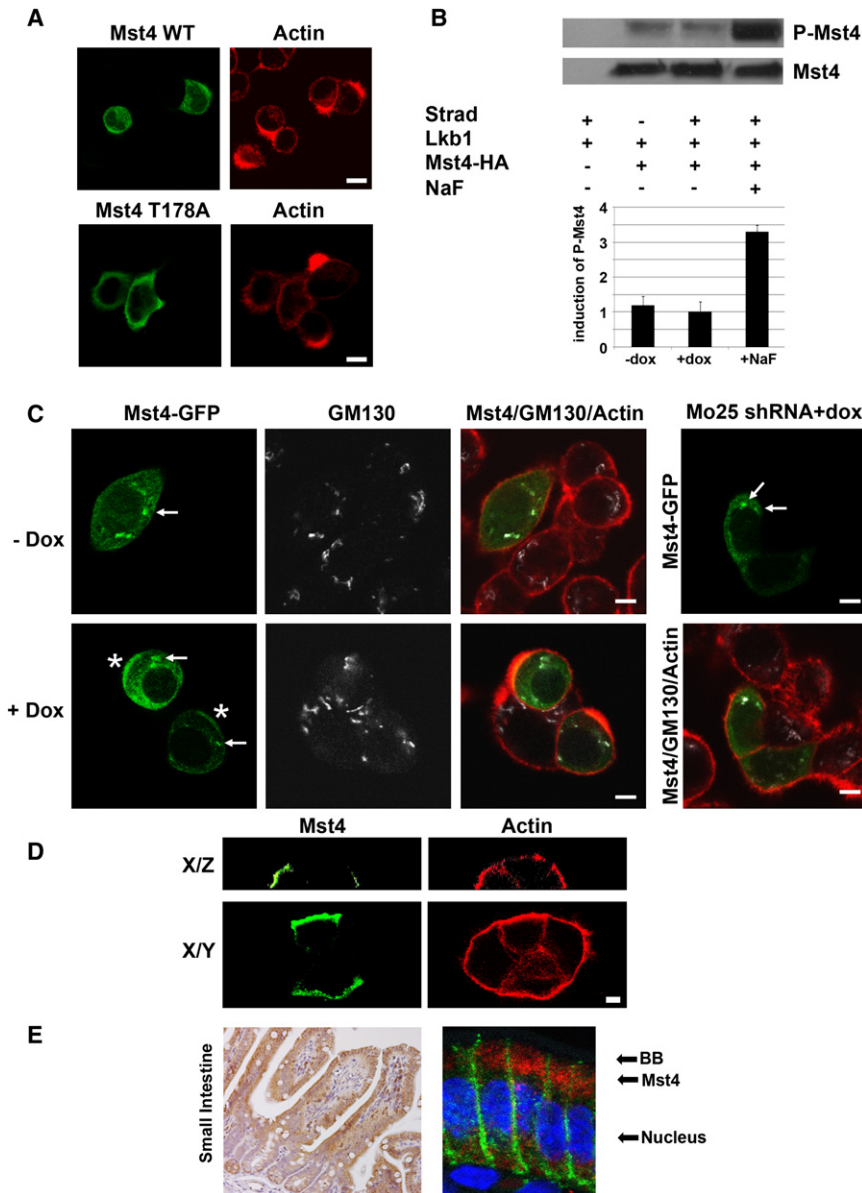 A
Mst4 WT Actin
Mst4 T178A Actin
B
P-Mst4
Mst4
Strad + - + +
Lkb1 + + + +
Mst4-HA - + + +
NaF - - - +
induction of P-Mst4
4
3
2
1
0
-dox +dox +NaF
C
Mst4-GFP GM130 Mst4/GM130/Actin Mo25 shRNA+dox
- Dox
Mst4-GFP
+ Dox
* *
Mst4/GM130/Actin
D
Mst4 Actin
X/Z
X/Y
E
Small Intestine
BB
Mst4
Nucleus